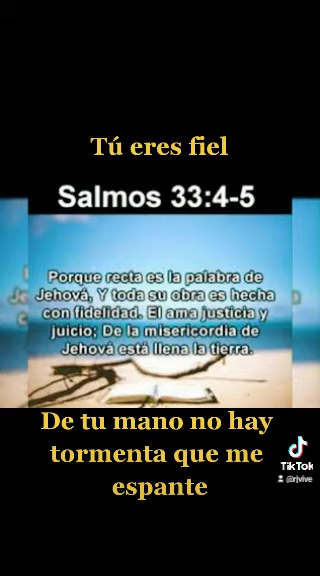 Tú eres fiel
Salmos 33:4-5
Porque recta es la palabra de
Jehová, Y toda su obra es hecha
con fidelidad. El ama justicia y
juicio; De la misericordia de
Jehová está llena la tierra.
De tu mano no hay
tormenta que me
espante
TikTok
@rjvive